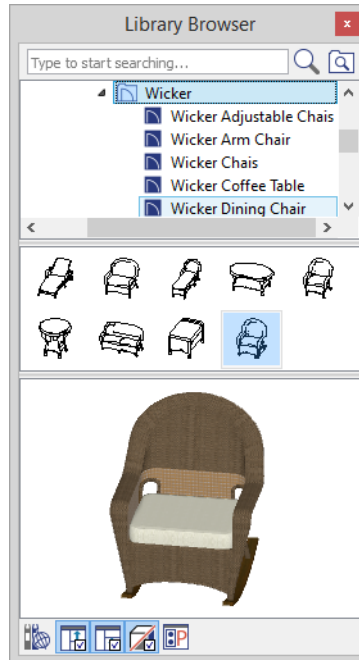 Library Browser
x
Type to start searching...
Wicker
Wicker Adjustable Chais
Wicker Arm Chair
Wicker Chais
Wicker Coffee Table
Wicker Dining Chair
P